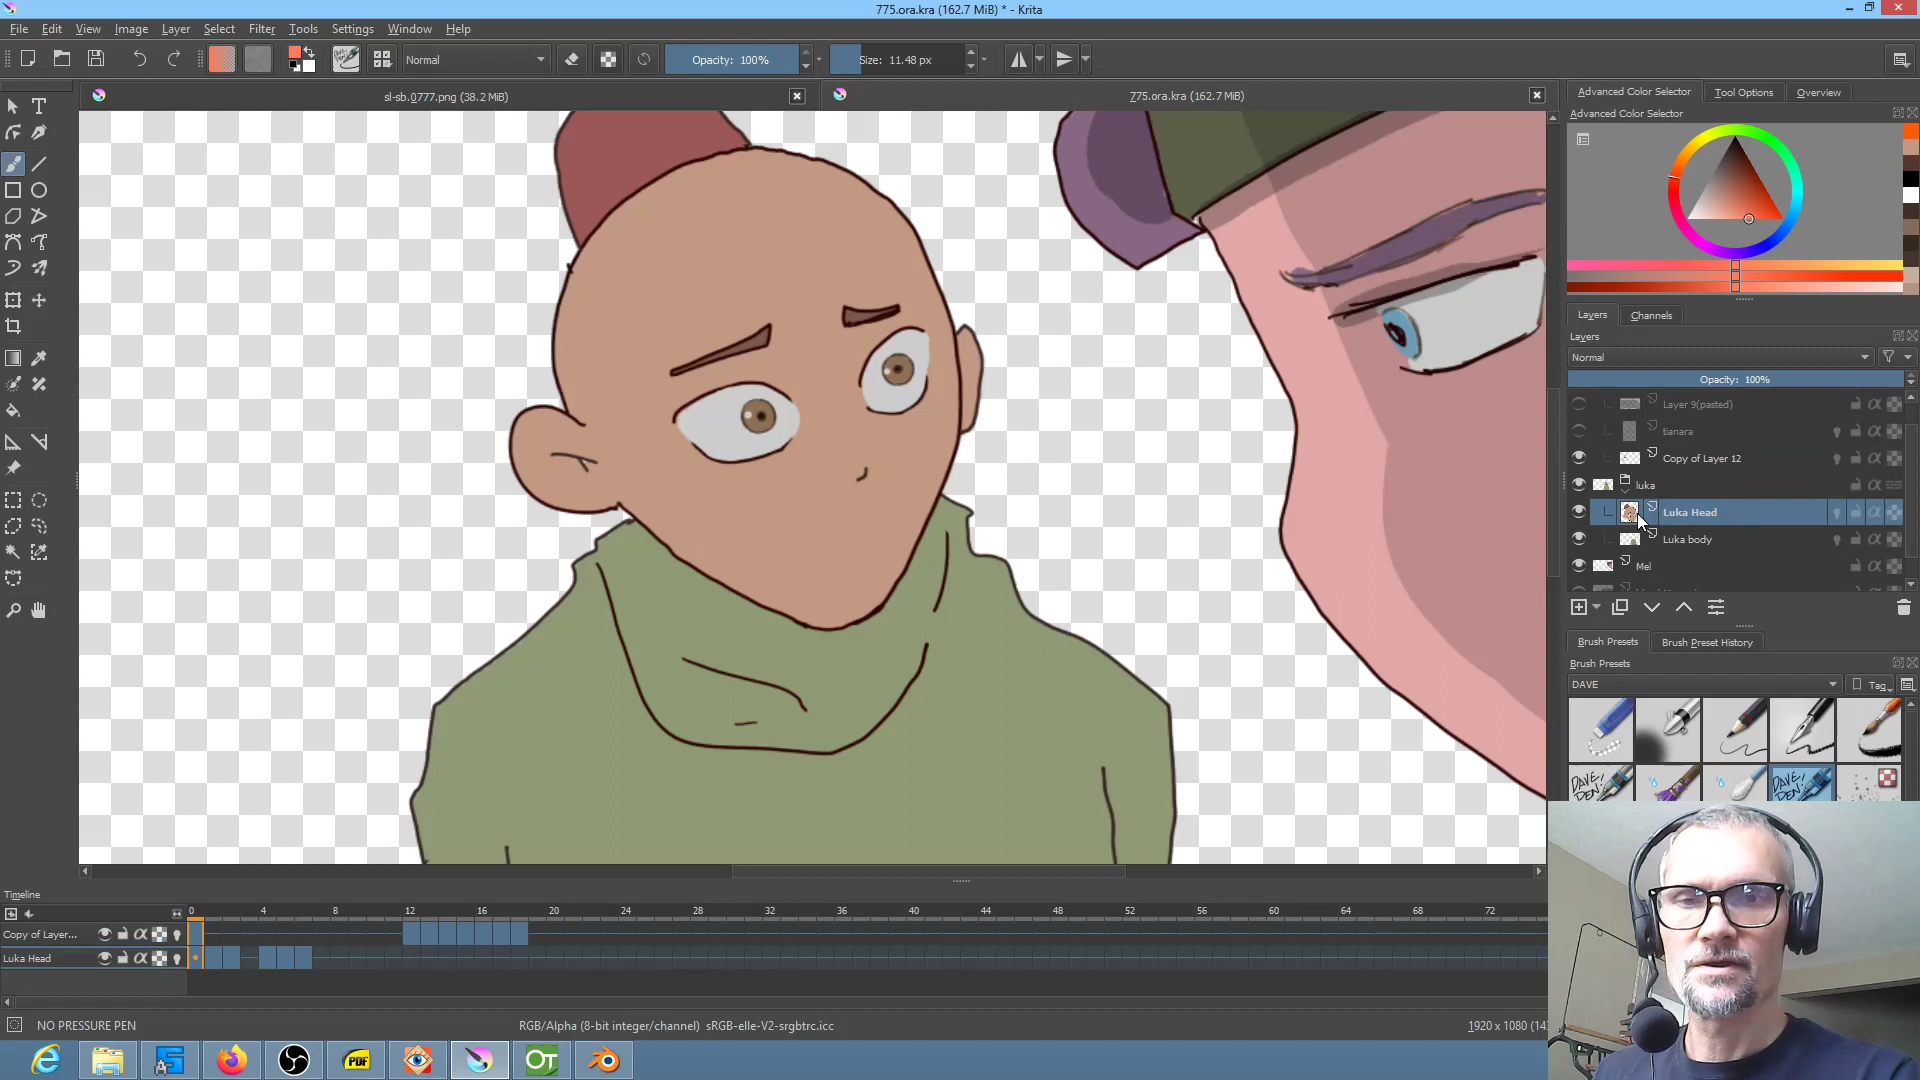 775.ora.kra (162.7 MiB) * - Krita
File Edit View Image Layer Select Filter Tools Settings Window Help
Normal
Opacity: 100%
Size: 11.48 px
sl-sb.0777.png (38.2 MiB)
775.ora.kra (162.7 MiB)
Advanced Color Selector
Tool Options
Overview
Advanced Color Selector
Layers
Channels
Layers
Normal
Opacity: 100%
Layer 9(pasted)
tianara
Copy of Layer 12
luka
Luka Head
Luka body
Mel
Brush Presets
Brush Preset History
Brush Presets
DAVE
Tag
Timeline
0 4 8 12 16 20 24 28 32 36 40 44 48 52 56 60 64 68 72
Copy of Layer...
Luka Head
NO PRESSURE PEN
RGB/Alpha (8-bit integer/channel) sRGB-elle-V2-srgbtrc.icc
1920 x 1080
PDF
OT